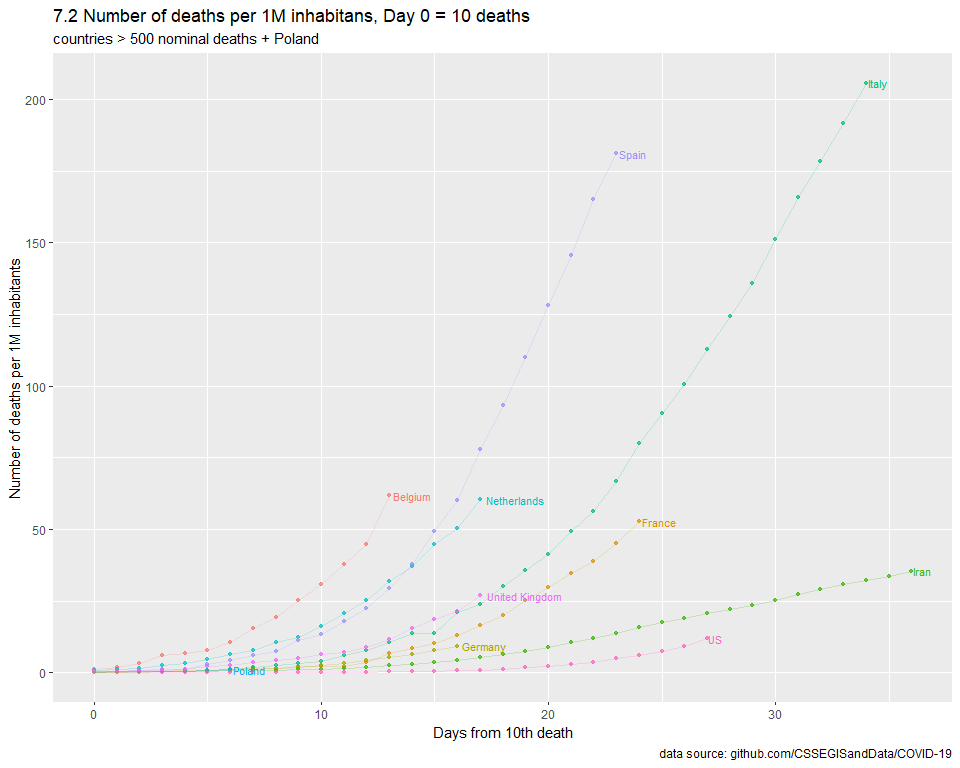 7.2 Number of deaths per 1M inhabitans, Day 0 = 10 deaths
countries > 500 nominal deaths + Poland
Number of deaths per 1M inhabitants
200
150
100
50
0
Italy
Spain
Belgium
Netherlands
France
Iran
United Kingdom
US
Germany
Poland
0
10
20
30
Days from 10th death
data source: github.com/CSSEGISandData/COVID-19